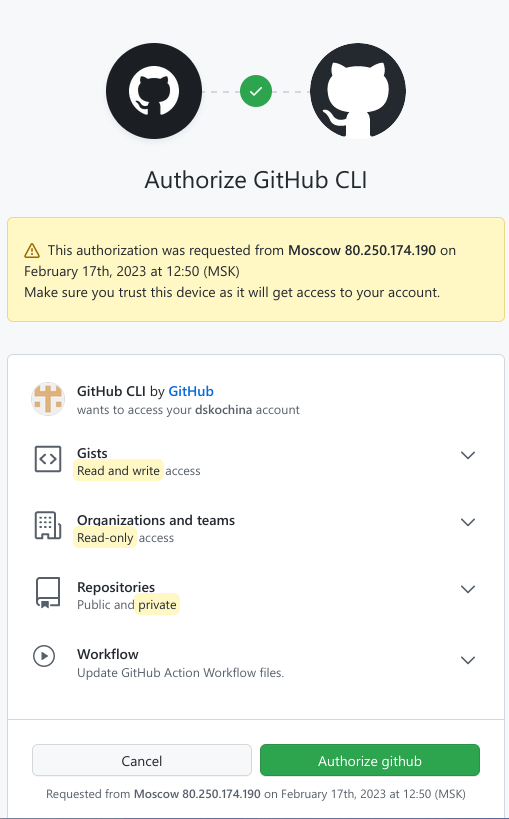 Authorize GitHub CLI
This authorization was requested from Moscow 80.250.174.190 on
February 17th, 2023 at 12:50 (MSK)
Make sure you trust this device as it will get access to your account.
GitHub CLI by GitHub
wants to access your dskochina account
Gists
Read and write access
Organizations and teams
Read-only access
Repositories
Public and private
Workflow
Update GitHub Action Workflow files.
Cancel
Authorize github
Requested from Moscow 80.250.174.190 on February 17th, 2023 at 12:50 (MSK)